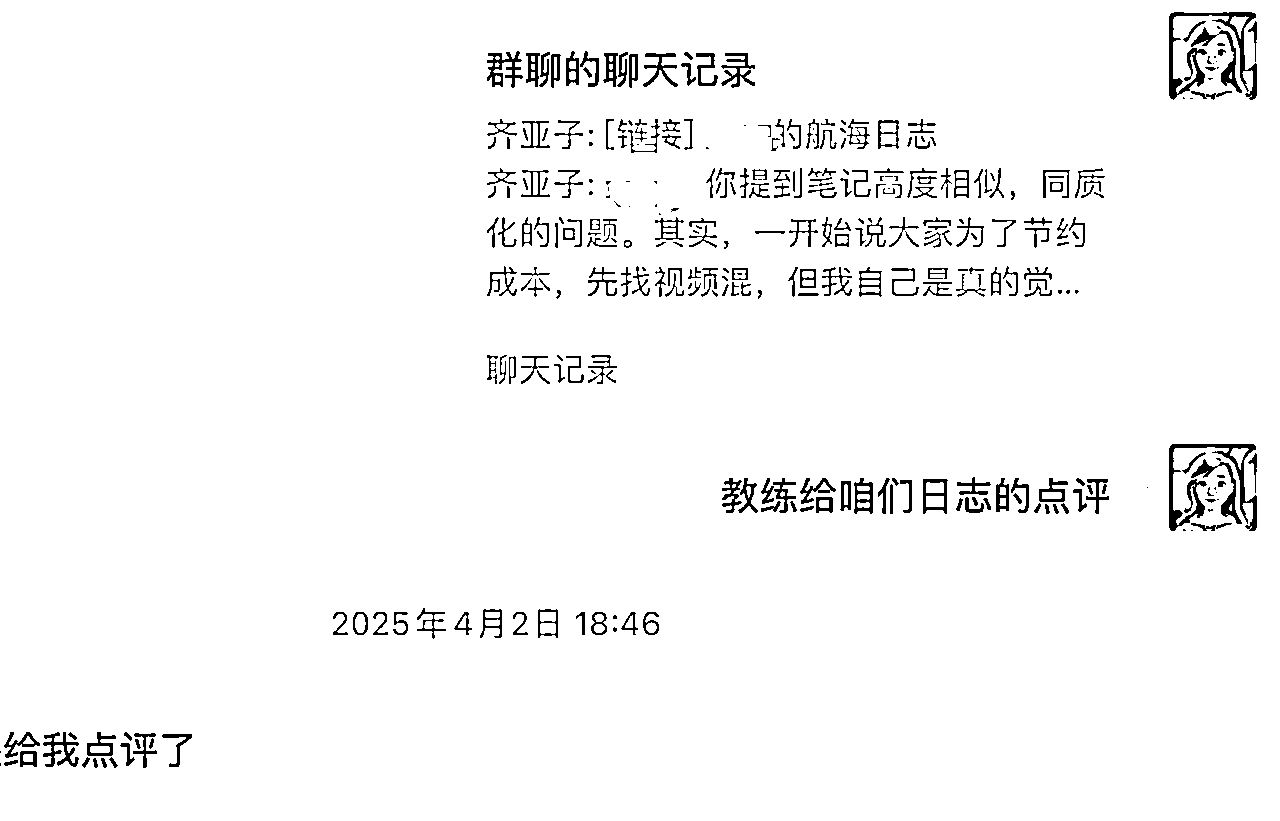 群聊的聊天记录
齐亚子: [链接] 的航海日志
齐亚子: 你提到笔记高度相似，同质
化的问题。其实，一开始说大家为了节约
成本，先找视频混，但我自己是真的觉...
聊天记录
教练给咱们日志的点评
2025年4月2日 18:46
给我点评了